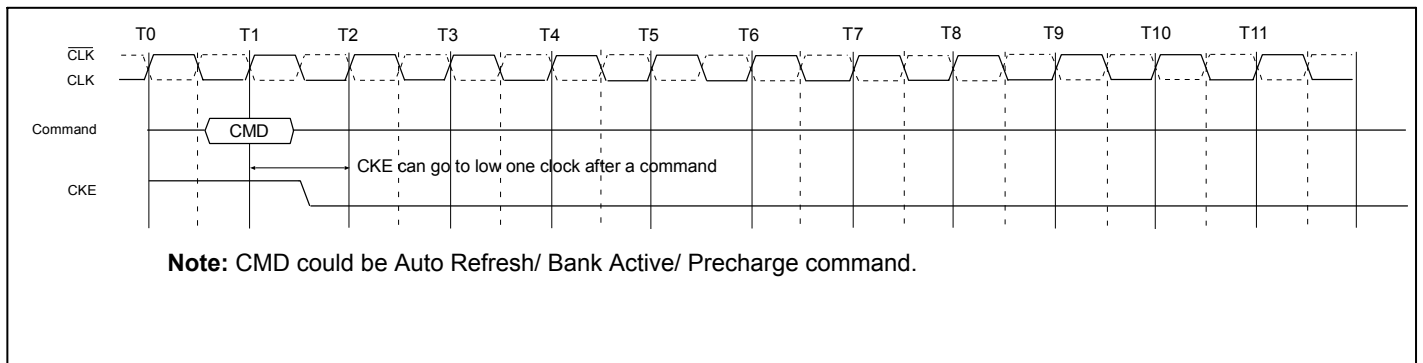 T0 T1 T2 T3 T4 T5 T6 T7 T8 T9 T10 T11
CLK
CLK
Command CMD
CKE can go to low one clock after a command
CKE
Note: CMD could be Auto Refresh/ Bank Active/ Precharge command.